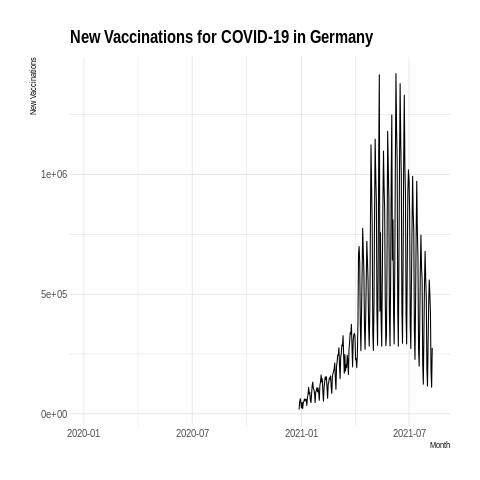 New Vaccinations for COVID-19 in Germany
New Vaccinations
1e+06
5e+05
0e+00
2020-01
2020-07
2021-01
2021-07
Month